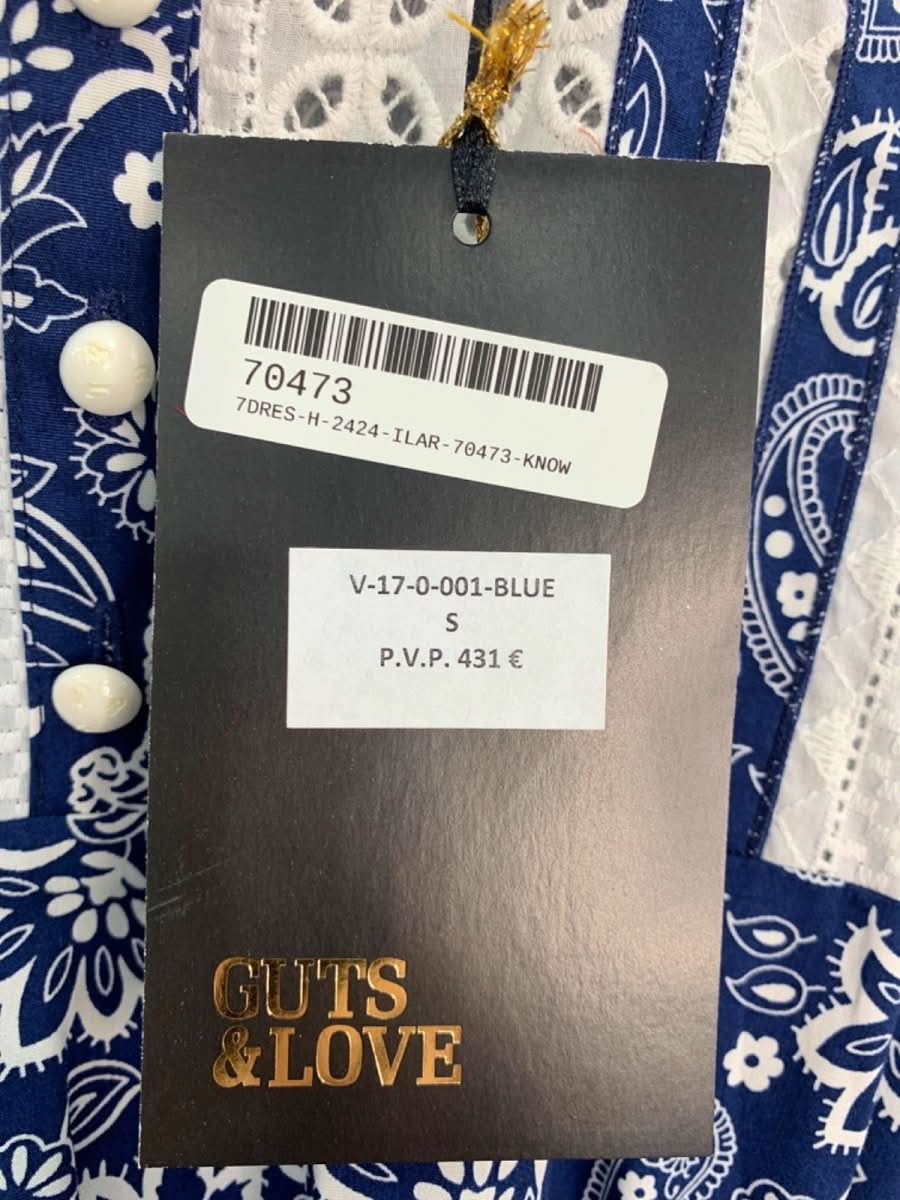 70473
7DRES-H-2424-ILAR-70473-KNOW
V-17-0-001-BLUE
S
P.V.P. 431 €
GUTS
&LOVE